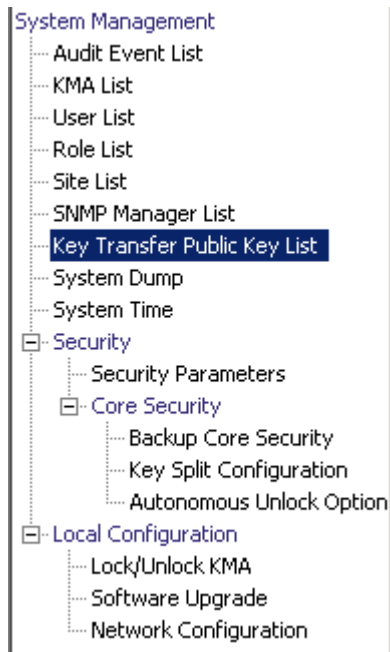 System Management
Audit Event List
KMA List
User List
Role List
Site List
SNMP Manager List
Key Transfer Public Key List
System Dump
System Time
Security
Security Parameters
Core Security
Backup Core Security
Key Split Configuration
Autonomous Unlock Option
Local Configuration
Lock/Unlock KMA
Software Upgrade
Network Configuration